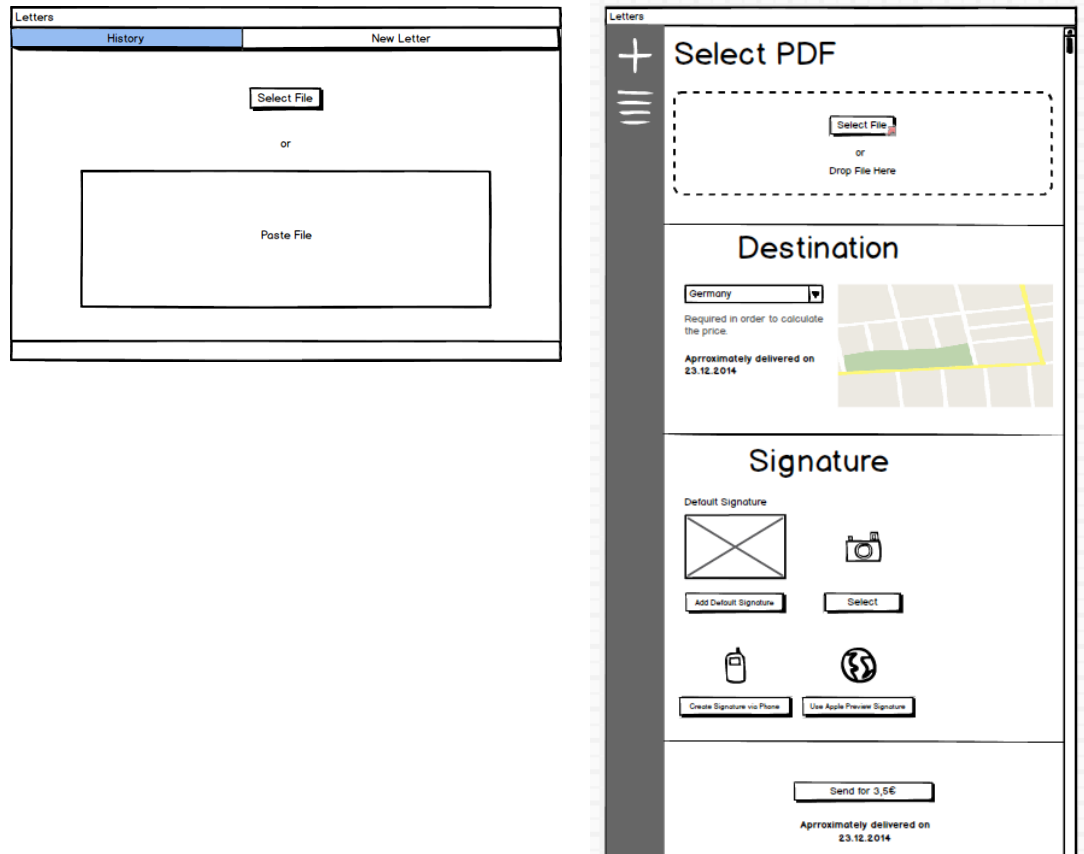 Letters
History
New Letter
Select File
or
Paste File
Letters
Select PDF
Select File
or
Drop File Here
Destination
Germany
Required in order to calculate
the price.
Aprroximately delivered on
23.12.2014
Signature
Default Signature
Add Default Signature
Select
Create Signature via Phone
Use Apple Preview Signature
Send for 3,5€
Aprroximately delivered on
23.12.2014